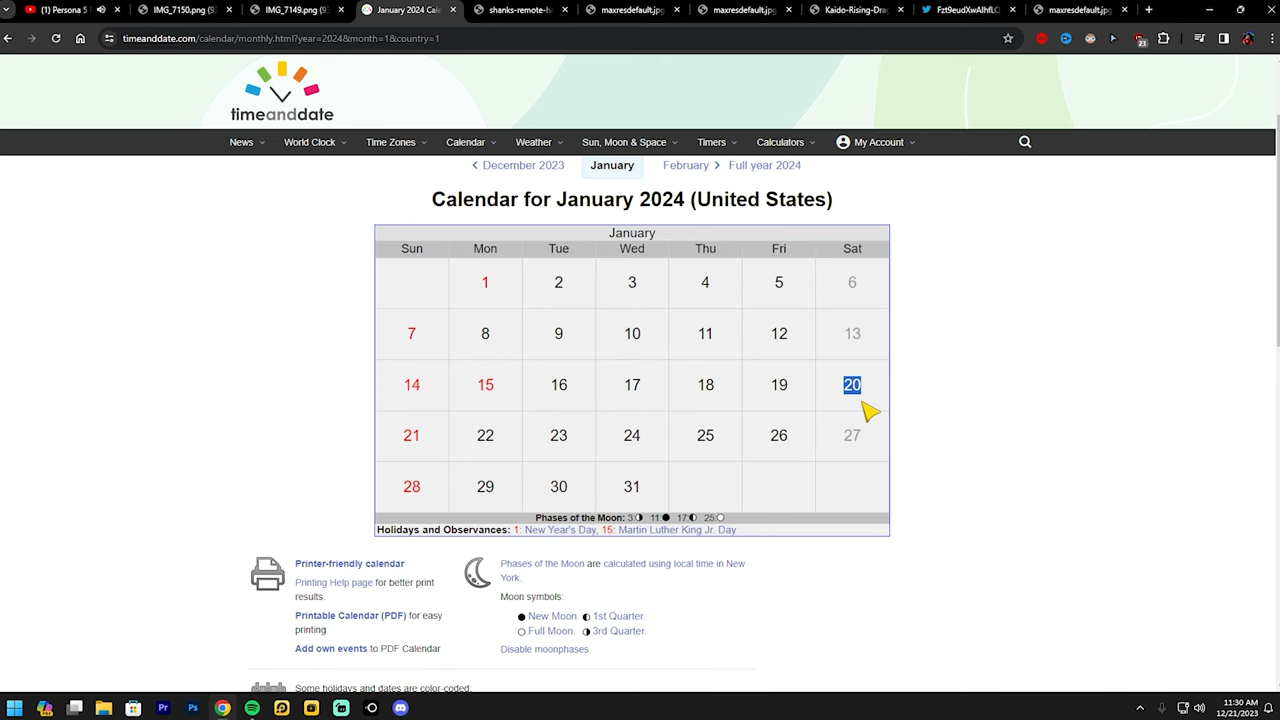 (1) Persona 5
IMG_7150.png (93
IMG_7149.png (93
January 2024 Cale
shanks-remote-ha
maxresdefault.jpg
maxresdefault.jpg
Kaido-Rising-Drag
Fzt9eudXwAIhfLC
maxresdefault.jpg
timeanddate.com/calendar/monthly.html?year=2024&month=1&country=1
23
timeanddate
News World Clock Time Zones Calendar Weather Sun, Moon & Space Timers Calculators My Account
December 2023 January February Full year 2024
Calendar for January 2024 (United States)
January
Sun Mon Tue Wed Thu Fri Sat
1 2 3 4 5 6
7 8 9 10 11 12 13
14 15 16 17 18 19 20
21 22 23 24 25 26 27
28 29 30 31
Phases of the Moon: 3 11 17 25
Holidays and Observances: 1: New Year's Day, 15: Martin Luther King Jr. Day
Printer-friendly calendar
Printing Help page for better print
results.
Printable Calendar (PDF) for easy
printing
Add own events to PDF Calendar
Phases of the Moon are calculated using local time in New
York.
Moon symbols:
New Moon. 1st Quarter.
Full Moon. 3rd Quarter.
Disable moonphases.
Some holidays and dates are color-coded:
Pr Ps
11:30 AM
12/21/2023